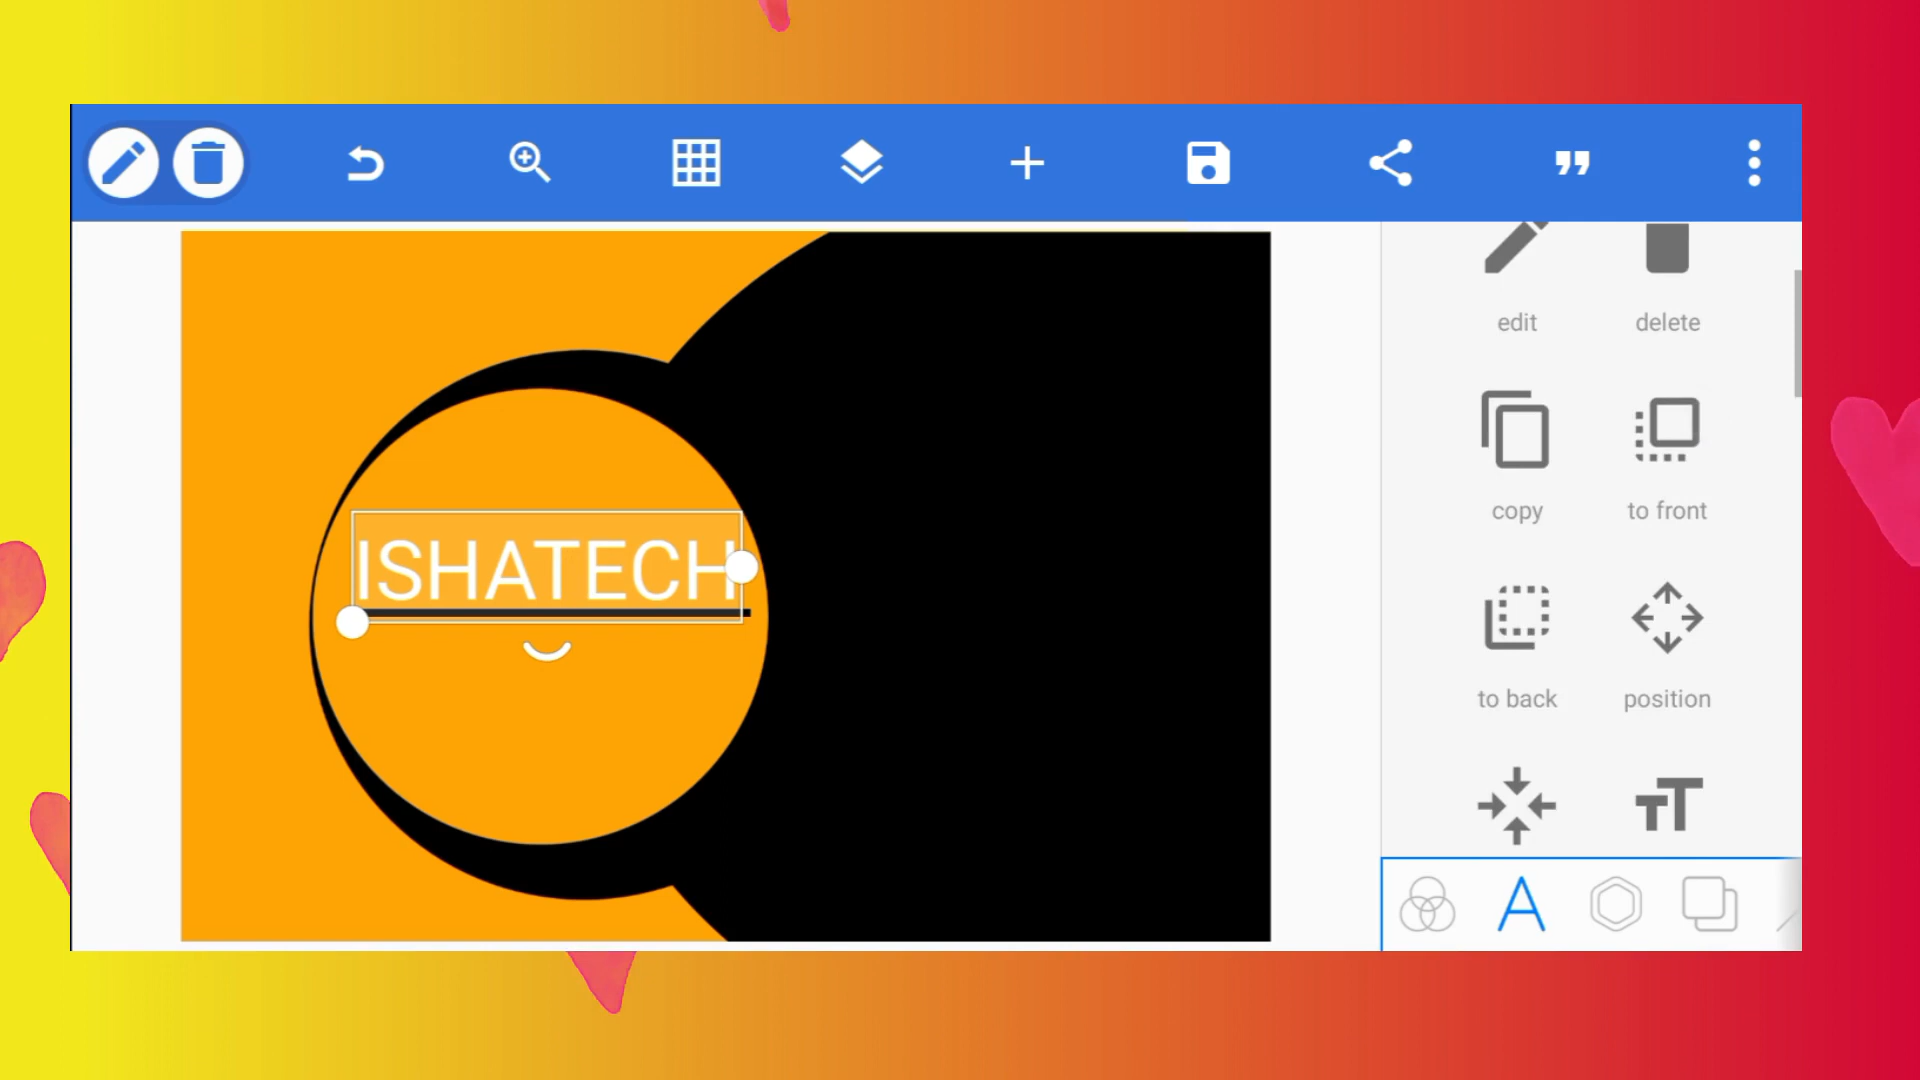 ISHATECH
edit
delete
copy
to front
to back
position